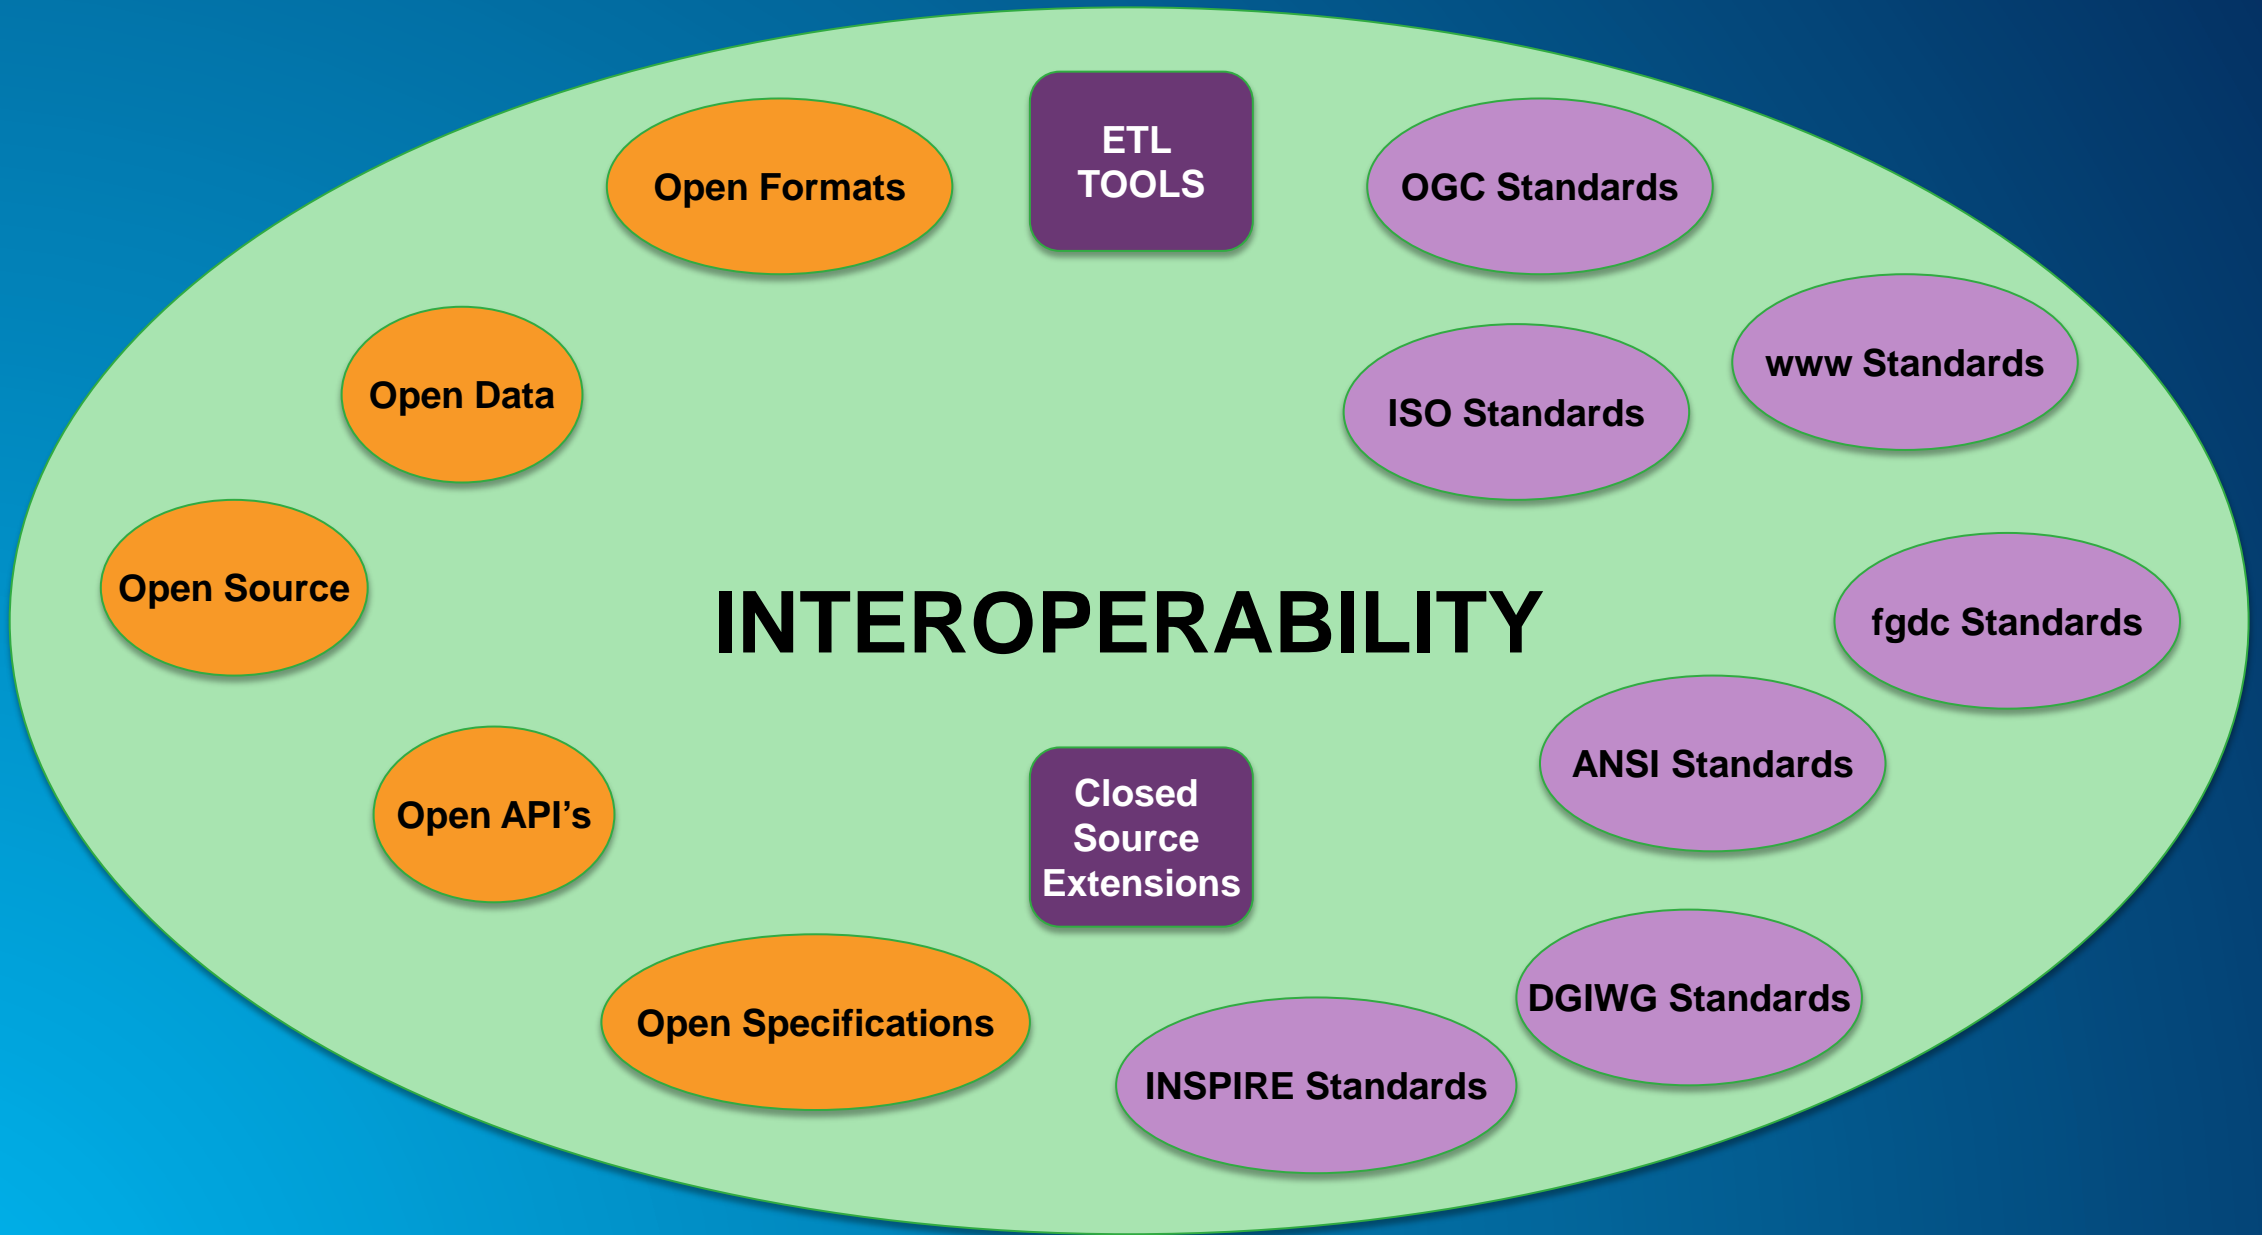 ETL
TOOLS
Open Formats
OGC Standards
www Standards
Open Data
ISO Standards
Open Source
INTEROPERABILITY
fgdc Standards
ANSI Standards
Open API’s
Closed
Source
Extensions
DGIWG Standards
Open Specifications
INSPIRE Standards